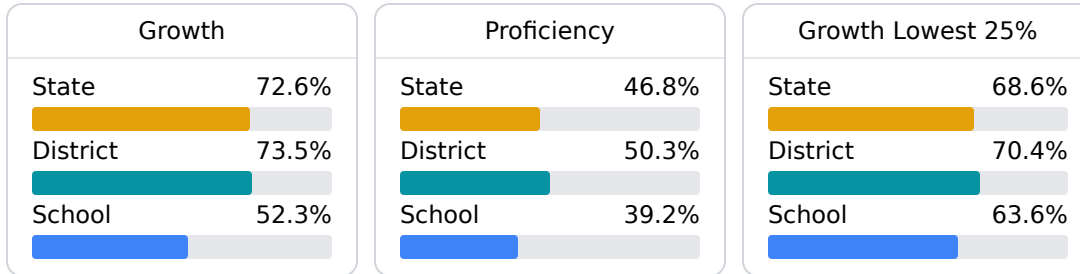 Growth
State 72.6%
District 73.5%
School 52.3%
Proficiency
State 46.8%
District 50.3%
School 39.2%
Growth Lowest 25%
State 68.6%
District 70.4%
School 63.6%